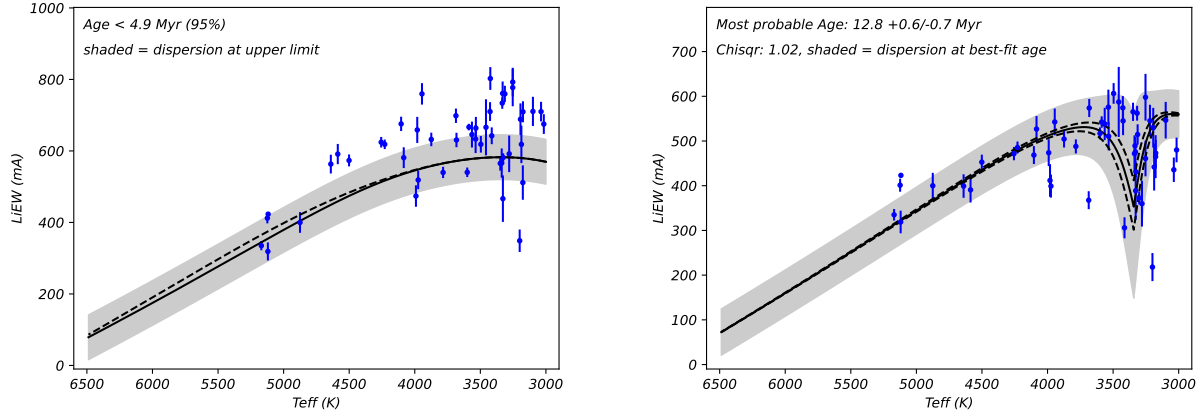 Age < 4.9 Myr (95%)
shaded = dispersion at upper limit
1000
800
600
400
200
0
LiEW (mA)
6500 6000 5500 5000 4500 4000 3500 3000
Teff (K)
Most probable Age: 12.8 +0.6/-0.7 Myr
Chisqr: 1.02, shaded = dispersion at best-fit age
700
600
500
400
300
200
100
0
LiEW (mA)
6500 6000 5500 5000 4500 4000 3500 3000
Teff (K)